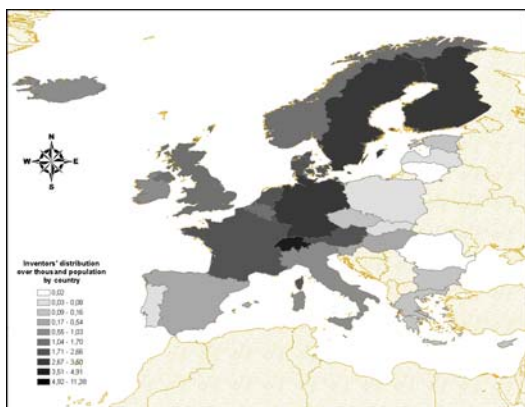 N
W E
S
Inventors' distribution
over thousand population
by country
0,02
0,03 - 0,08
0,09 - 0,16
0,17 - 0,54
0,55 - 1,03
1,04 - 1,70
1,71 - 2,66
2,67 - 3,50
3,51 - 4,91
4,92 - 11,38